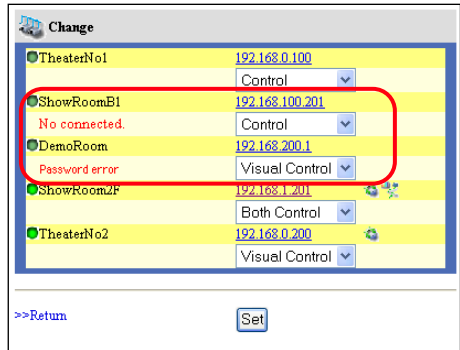 Change
TheaterNo1 192.168.0.100
Control
ShowRoomB1 192.168.100.201
No connected. Control
DemoRoom 192.168.200.1
Password error Visual Control
ShowRoom2F 192.168.1.201
Both Control
TheaterNo2 192.168.0.200
Visual Control
>>Return Set